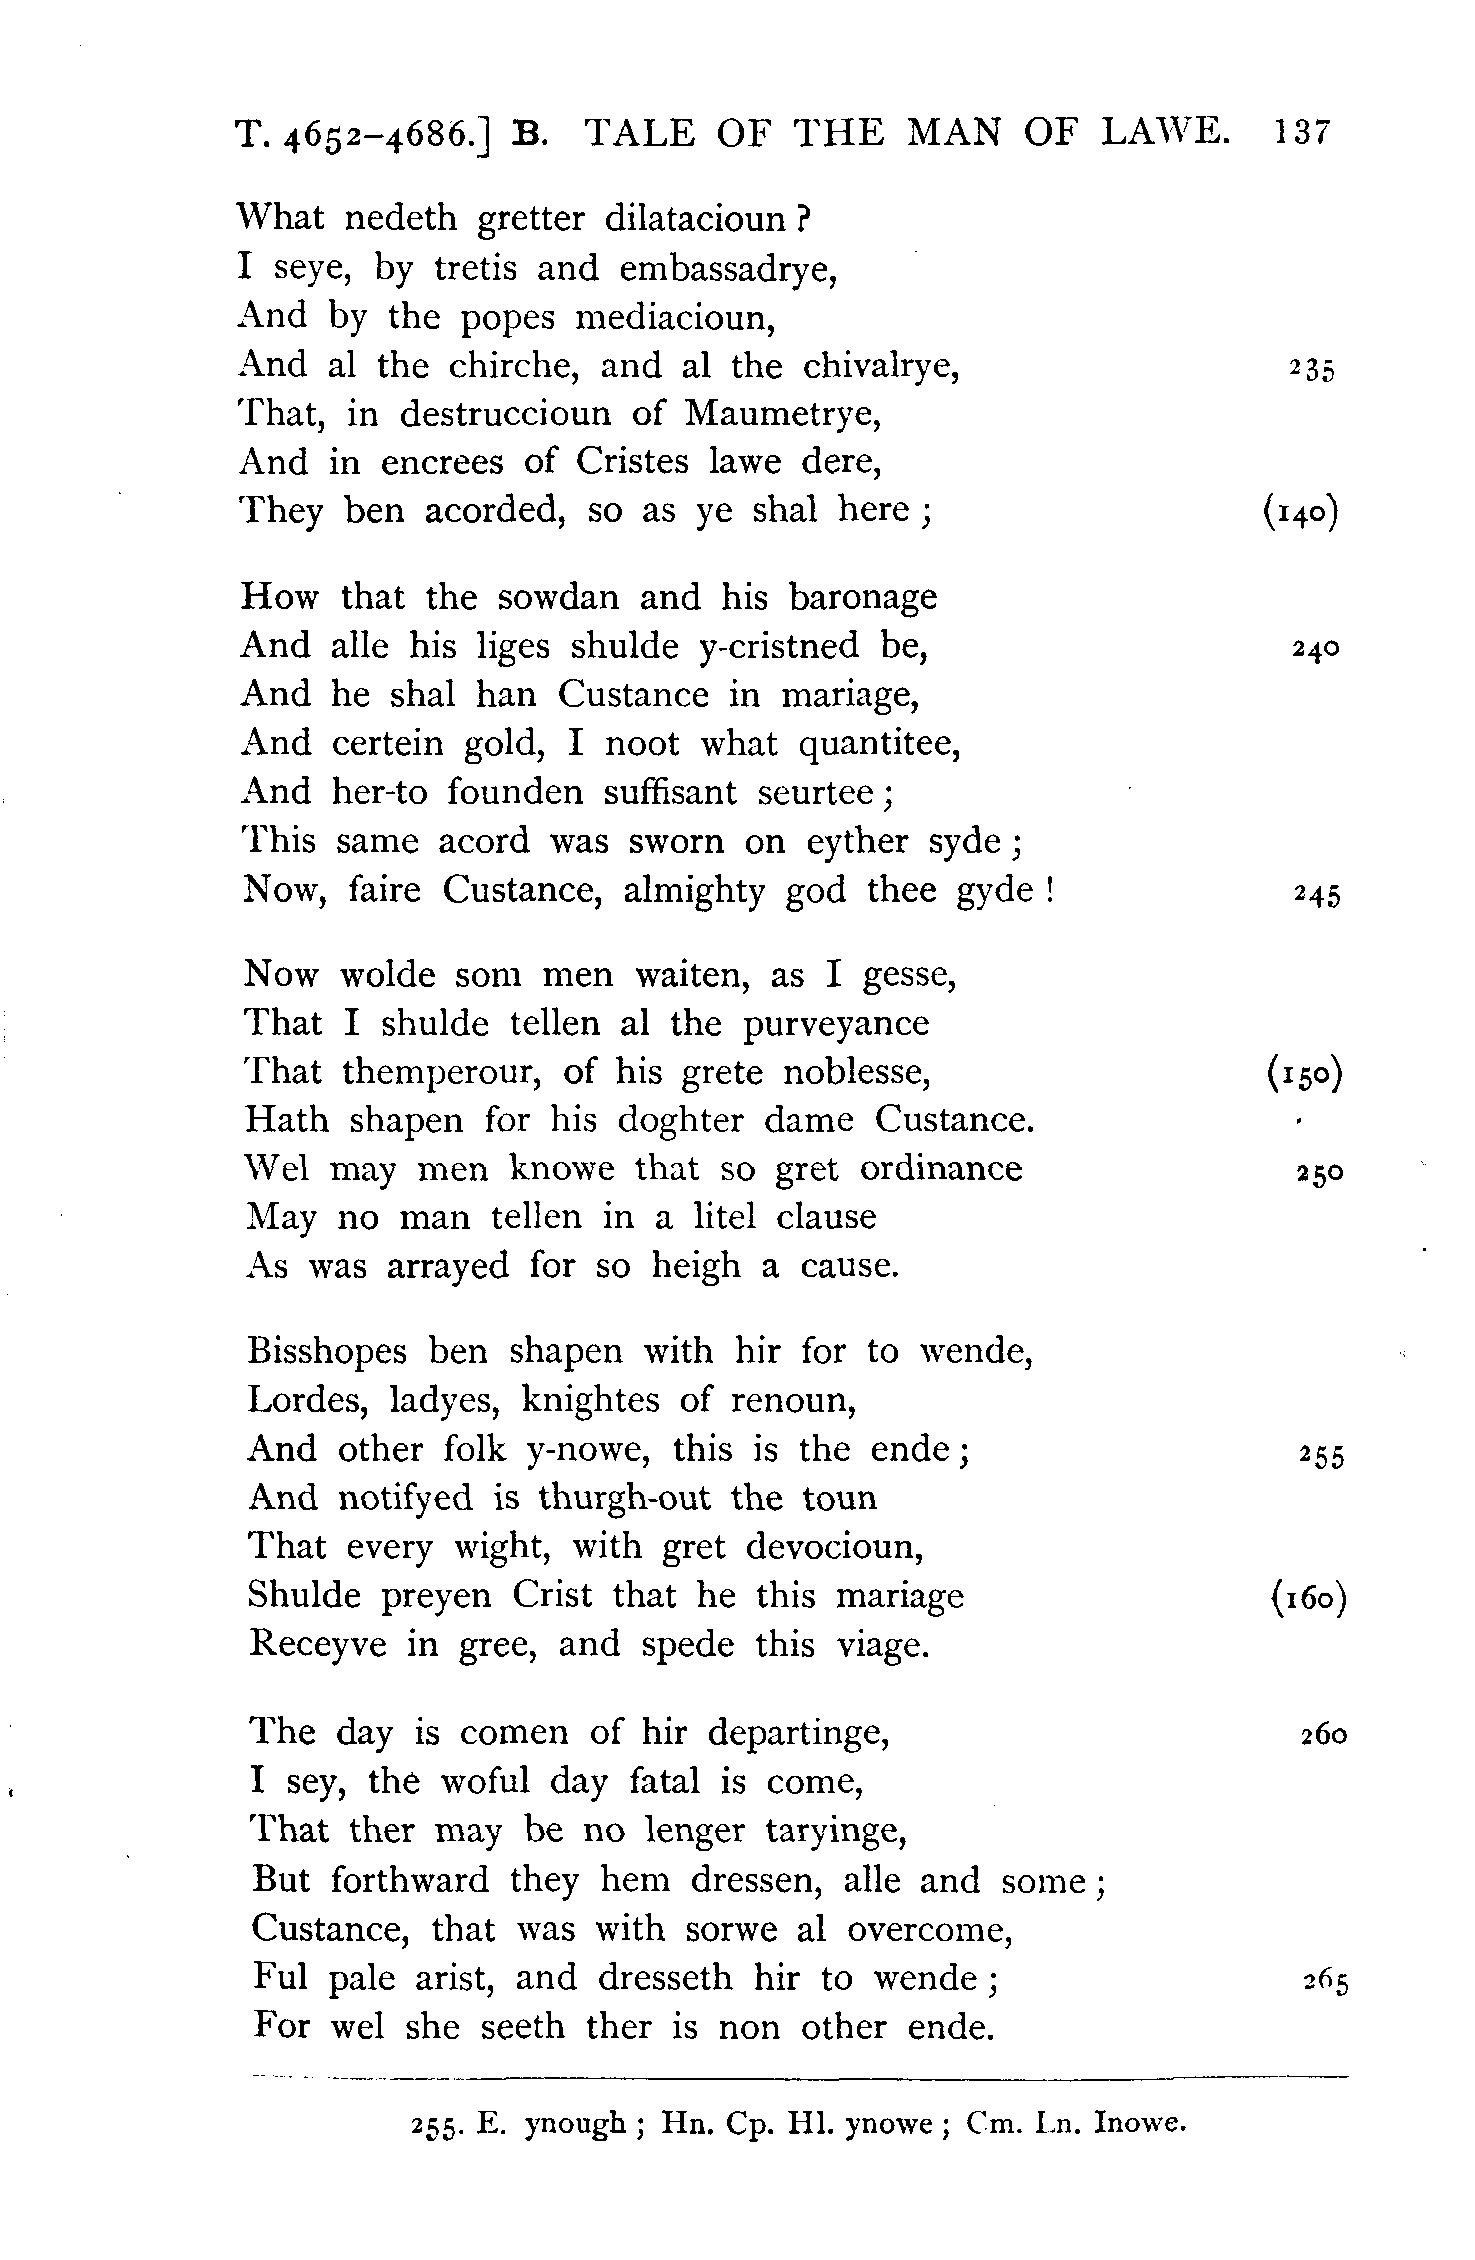 T. 4652–4686.] B. TALE OF THE MAN OF LAWE. 137
What nedeth gretter dilatacioun ?
I seye, by tretis and embassadrye,
And by the popes mediacioun,
And al the chirche, and al the chivalrye, 235
That, in destruccioun of Maumetrye,
And in encrees of Cristes lawe dere,
They ben acorded, so as ye shal here ; (140)
How that the sowdan and his baronage
And alle his liges shulde y-cristned be, 240
And he shal han Custance in mariage,
And certein gold, I noot what quantitee,
And her-to founden suffisant seurtee ;
This same acord was sworn on eyther syde ;
Now, faire Custance, almighty god thee gyde ! 245
Now wolde som men waiten, as I gesse,
That I shulde tellen al the purveyance
That themperour, of his grete noblesse, (150)
Hath shapen for his doghter dame Custance.
Wel may men knowe that so gret ordinance 250
May no man tellen in a litel clause
As was arrayed for so heigh a cause.
Bisshopes ben shapen with hir for to wende,
Lordes, ladyes, knightes of renoun,
And other folk y-nowe, this is the ende ; 255
And notifyed is thurgh-out the toun
That every wight, with gret devocioun,
Shulde preyen Crist that he this mariage (160)
Receyve in gree, and spede this viage.
The day is comen of hir departinge, 260
I sey, the woful day fatal is come,
That ther may be no lenger taryinge,
But forthward they hem dressen, alle and some ;
Custance, that was with sorwe al overcome,
Ful pale arist, and dresseth hir to wende ; 265
For wel she seeth ther is non other ende.
255. E. ynough ; Hn. Cp. Hl. ynowe ; Cm. Ln. Inowe.